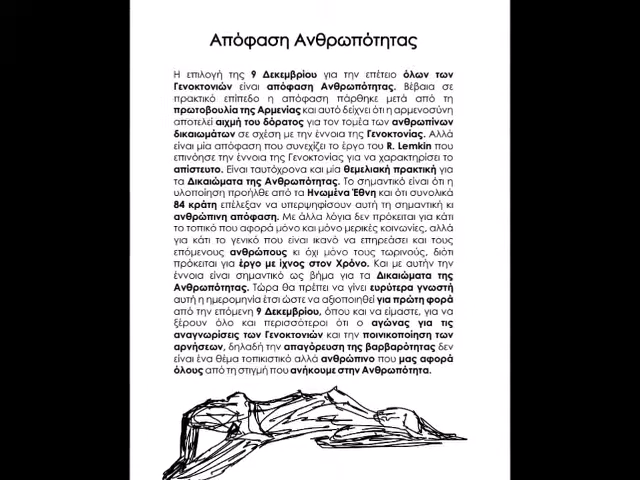 Απόφαση Ανθρωπότητας
Η επιλογή της 9 Δεκεμβρίου για την επέτειο όλων των
Γενοκτονιών είναι απόφαση Ανθρωπότητας. Βέβαια σε
πρακτικό επίπεδο η απόφαση πάρθηκε μετά από τη
πρωτοβουλία της Αρμενίας και αυτό δείχνει ότι η αρμενοσύνη
αποτελεί αιχμή του δόρατος για τον τομέα των ανθρωπίνων
δικαιωμάτων σε σχέση με την έννοια της Γενοκτονίας. Αλλά
είναι μία απόφαση που συνεχίζει το έργο του R. Lemkin που
επινόησε την έννοια της Γενοκτονίας για να χαρακτηρίσει το
απίστευτο. Είναι ταυτόχρονα και μία θεμελιακή πρακτική για
τα Δικαιώματα της Ανθρωπότητας. Το σημαντικό είναι ότι η
υλοποίηση προήλθε από τα Ηνωμένα Έθνη και ότι συνολικά
84 κράτη επέλεξαν να υπερψηφίσουν αυτή τη σημαντική κι
ανθρώπινη απόφαση. Με άλλα λόγια δεν πρόκειται για κάτι
το τοπικό που αφορά μόνο και μόνο μερικές κοινωνίες, αλλά
για κάτι το γενικό που είναι ικανό να επηρεάσει και τους
επόμενους ανθρώπους κι όχι μόνο τους τωρινούς, διότι
πρόκειται για έργο με ίχνος στον Χρόνο. Και με αυτήν την
έννοια είναι σημαντικό ως βήμα για τα Δικαιώματα της
Ανθρωπότητας. Τώρα θα πρέπει να γίνει ευρύτερα γνωστή
αυτή η ημερομηνία έτσι ώστε να αξιοποιηθεί για πρώτη φορά
από την επόμενη 9 Δεκεμβρίου, όπου και να είμαστε, για να
ξέρουν όλο και περισσότεροι ότι ο αγώνας για τις
αναγνωρίσεις των Γενοκτονιών και την ποινικοποίηση των
αρνήσεων, δηλαδή την απαγόρευση της βαρβαρότητας δεν
είναι ένα θέμα τοπικιστικό αλλά ανθρώπινο που μας αφορά
όλους από τη στιγμή που ανήκουμε στην Ανθρωπότητα.